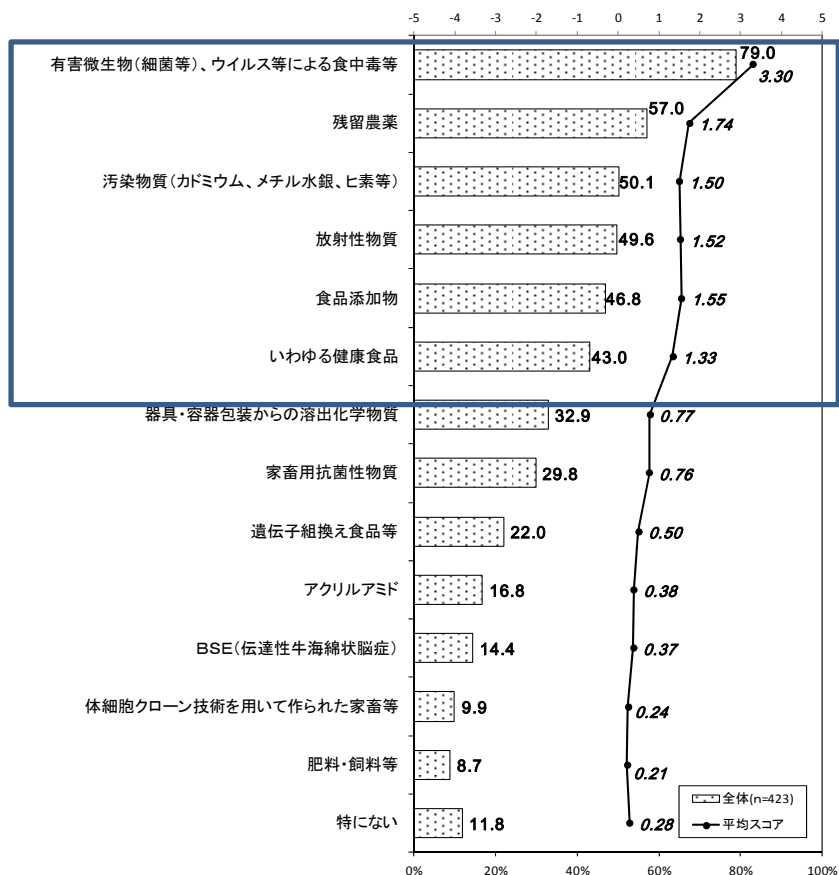 -5 -4 -3 -2 -1 0 1 2 3 4 5
有害微生物（細菌等）、ウイルス等による食中毒等 79.0 3.30
残留農薬 57.0 1.74
汚染物質（カドミウム、メチル水銀、ヒ素等） 50.1 1.50
放射性物質 49.6 1.52
食品添加物 46.8 1.55
いわゆる健康食品 43.0 1.33
器具・容器包装からの溶出化学物質 32.9 0.77
家畜用抗菌性物質 29.8 0.76
遺伝子組換え食品等 22.0 0.50
アクリルアミド 16.8 0.38
BSE（伝達性牛海綿状脳症） 14.4 0.37
体細胞クローン技術を用いて作られた家畜等 9.9 0.24
肥料・飼料等 8.7 0.21
特にない 11.8 0.28
全体(n=423)
平均スコア
0% 20% 40% 60% 80% 100%